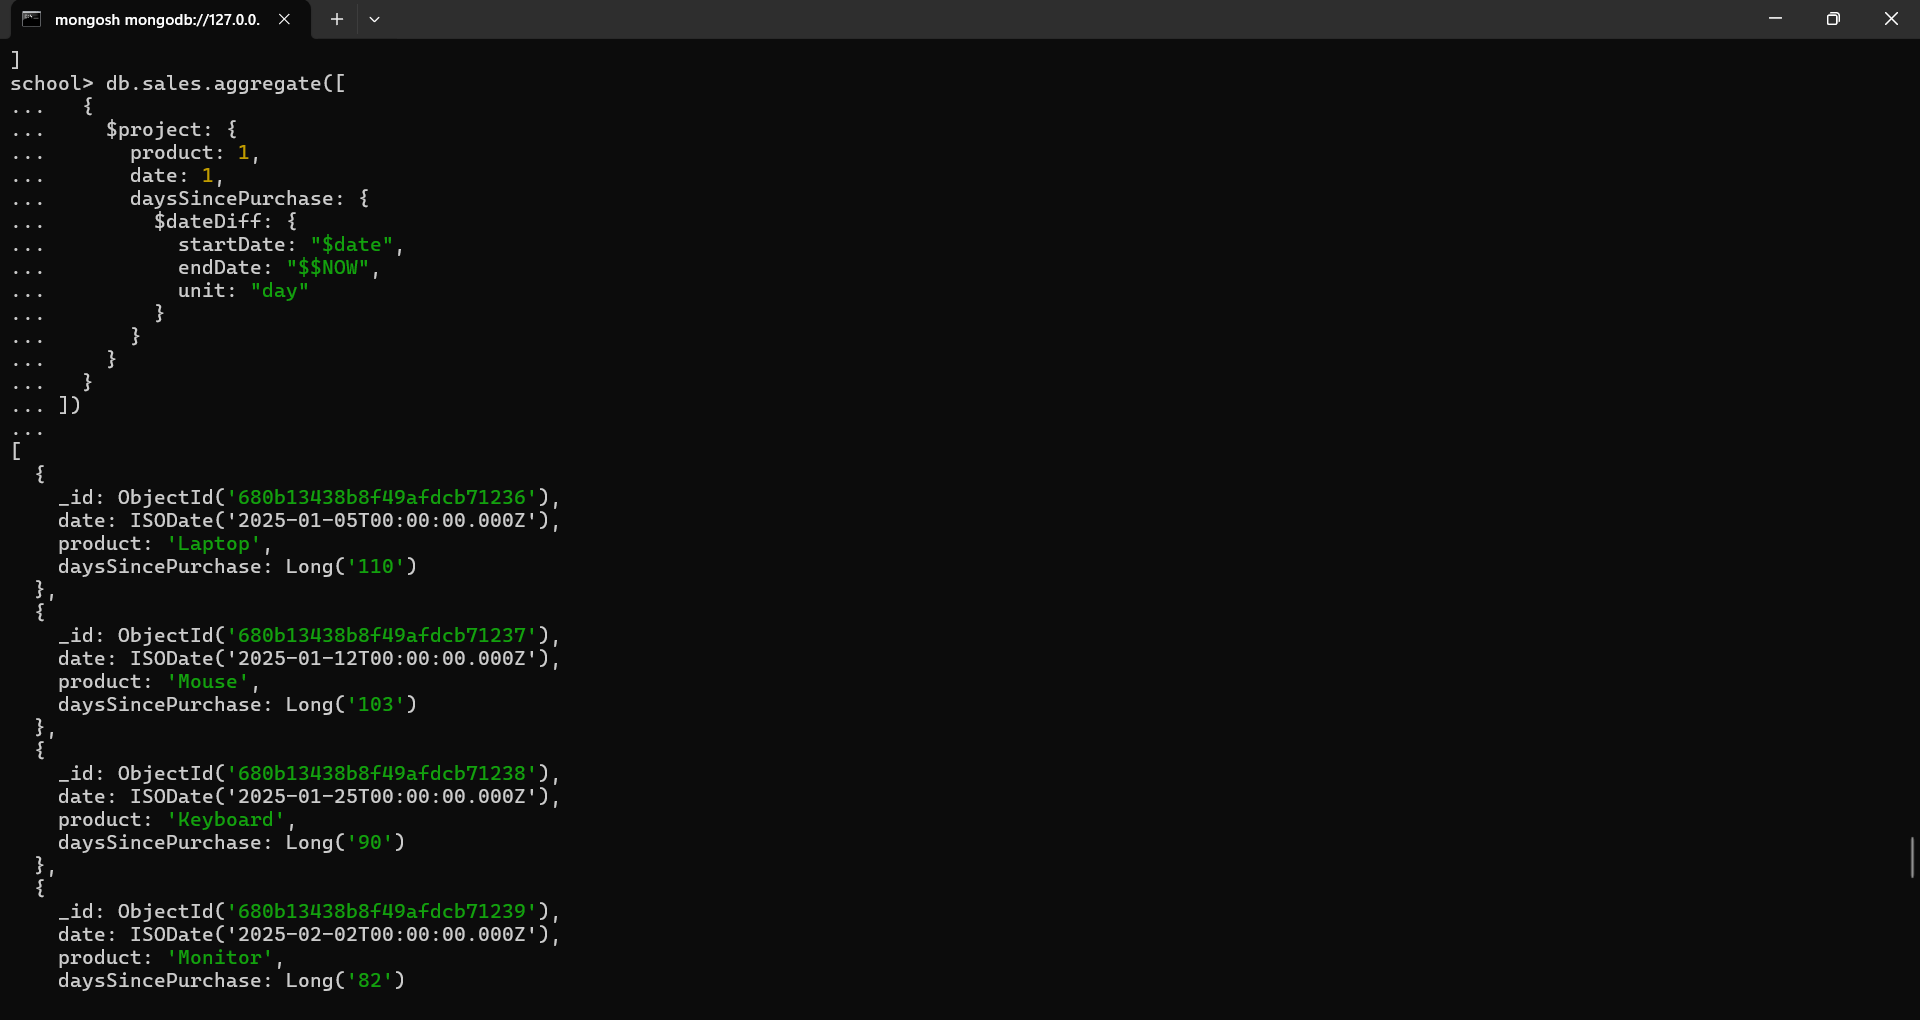 mongosh mongodb://127.0.0.
]
school> db.sales.aggregate([
...   {
...     $project: {
...       product: 1,
...       date: 1,
...       daysSincePurchase: {
...         $dateDiff: {
...           startDate: "$date",
...           endDate: "$$NOW",
...           unit: "day"
...         }
...       }
...     }
...   }
... ])
...
[
  {
    _id: ObjectId('680b13438b8f49afdcb71236'),
    date: ISODate('2025-01-05T00:00:00.000Z'),
    product: 'Laptop',
    daysSincePurchase: Long('110')
  },
  {
    _id: ObjectId('680b13438b8f49afdcb71237'),
    date: ISODate('2025-01-12T00:00:00.000Z'),
    product: 'Mouse',
    daysSincePurchase: Long('103')
  },
  {
    _id: ObjectId('680b13438b8f49afdcb71238'),
    date: ISODate('2025-01-25T00:00:00.000Z'),
    product: 'Keyboard',
    daysSincePurchase: Long('90')
  },
  {
    _id: ObjectId('680b13438b8f49afdcb71239'),
    date: ISODate('2025-02-02T00:00:00.000Z'),
    product: 'Monitor',
    daysSincePurchase: Long('82')